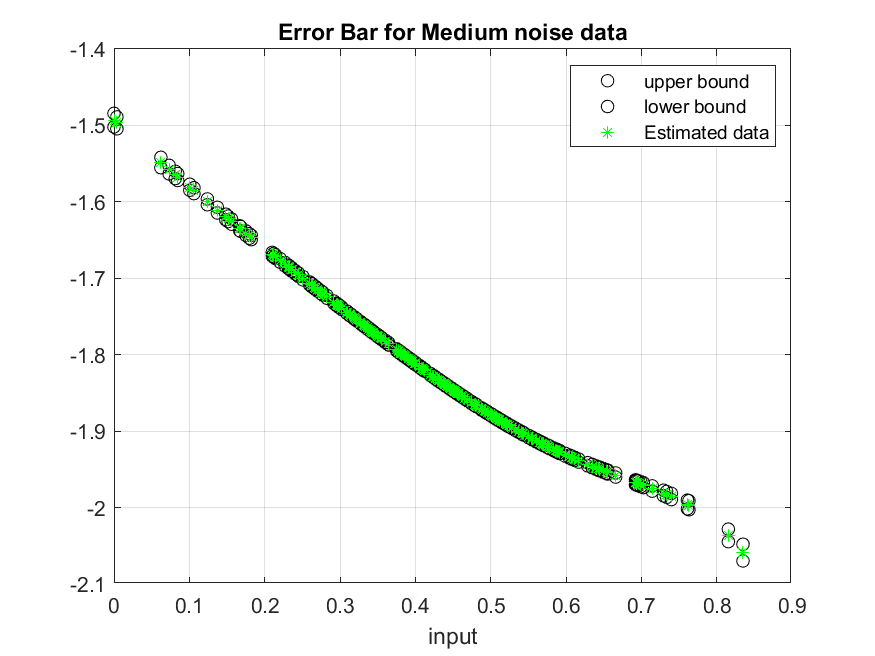 Error Bar for Medium noise data
-1.4
-1.5
-1.6
-1.7
-1.8
-1.9
-2
-2.1
upper bound
lower bound
Estimated data
0 0.1 0.2 0.3 0.4 0.5 0.6 0.7 0.8 0.9
input